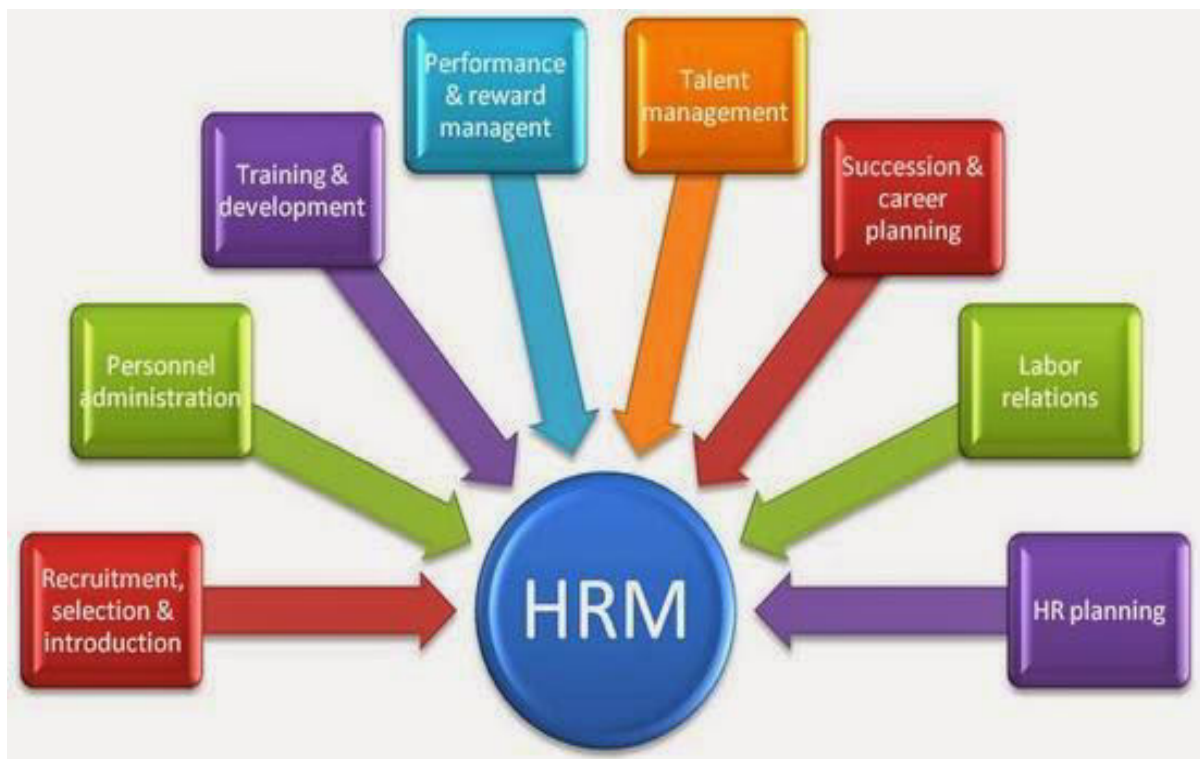 Performance
& reward
managent
Talent
management
Training &
development
Succession &
career
planning
Personnel
administration
Labor
relations
Recruitment,
selection &
introduction
HRM
HR planning